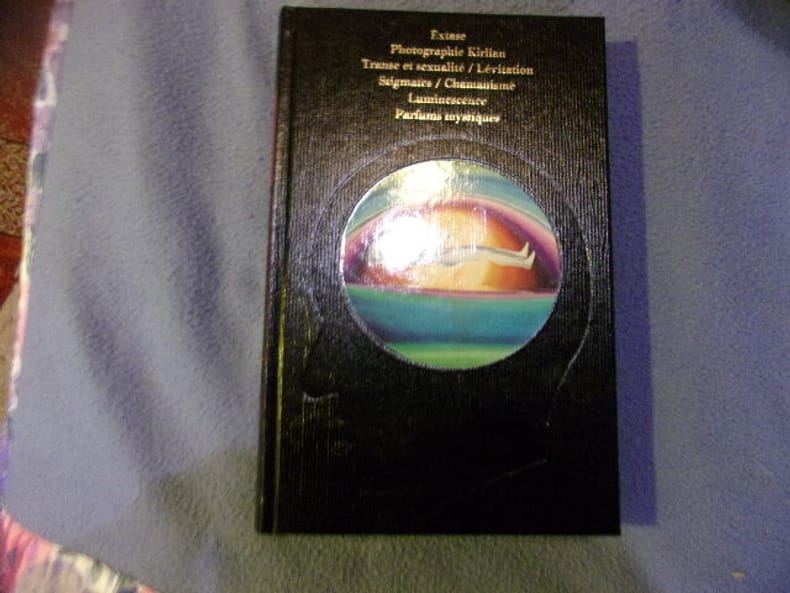 Extase
Photographie Kirlian
Transe et sexualité / Lévitation
Stigmates / Chamanisme
Luminescence
Parfums mystiques